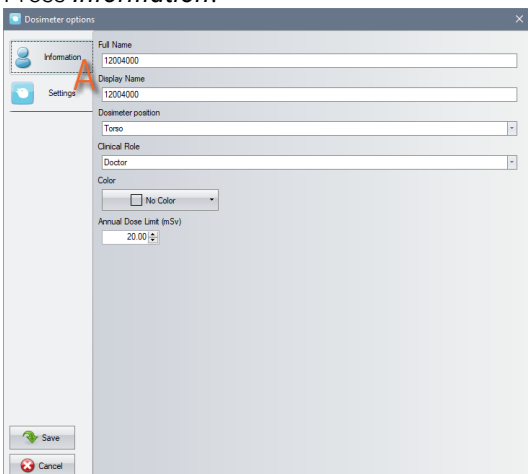 Press Information.
Dosimeter options
Information
A
Settings
Full Name
12004000
Display Name
12004000
Dosimeter position
Torso
Clinical Role
Doctor
Color
No Color
Annual Dose Limit (mSv)
20.00
Save
Cancel